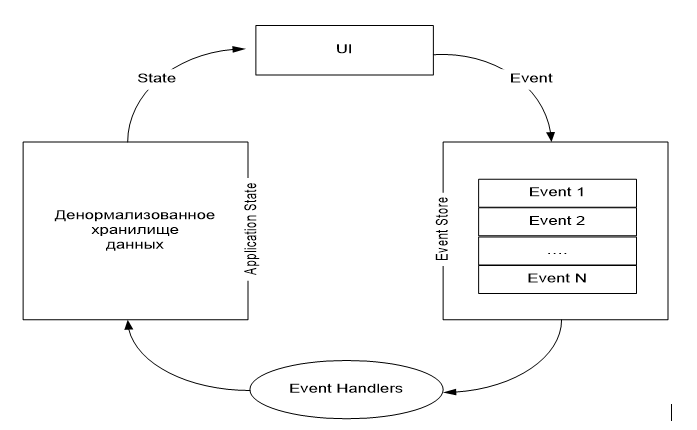 UI
State
Event
Денормализованное
хранилище
данных
Application State
Event Store
Event 1
Event 2
....
Event N
Event Handlers